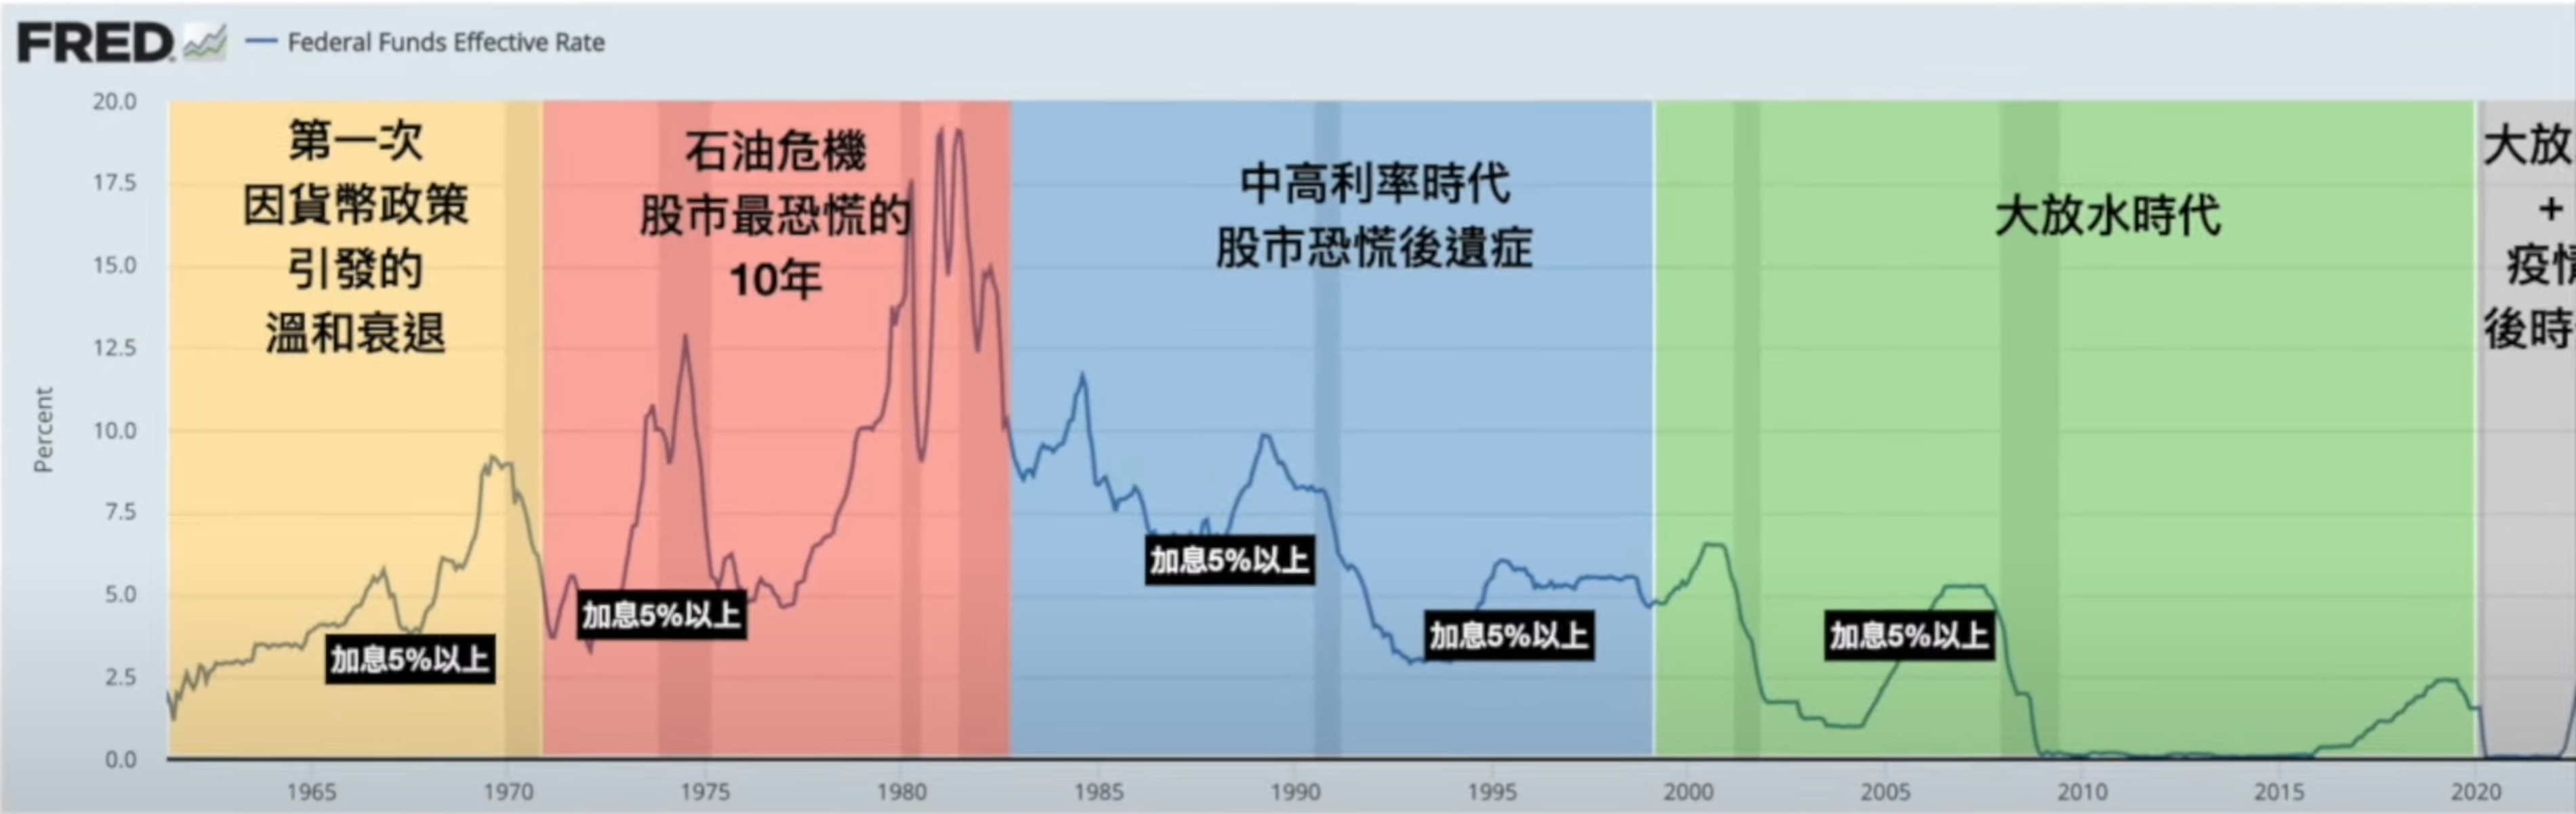 FRED
Federal Funds Effective Rate
20.0
17.5
15.0
12.5
10.0
7.5
5.0
2.5
0.0
Percent
第一次
因貨幣政策
引發的
溫和衰退
石油危機
股市最恐慌的
10年
中高利率時代
股市恐慌後遺症
大放水時代
大放
+
疫情
後時
加息5%以上
加息5%以上
加息5%以上
加息5%以上
加息5%以上
1965
1970
1975
1980
1985
1990
1995
2000
2005
2010
2015
2020